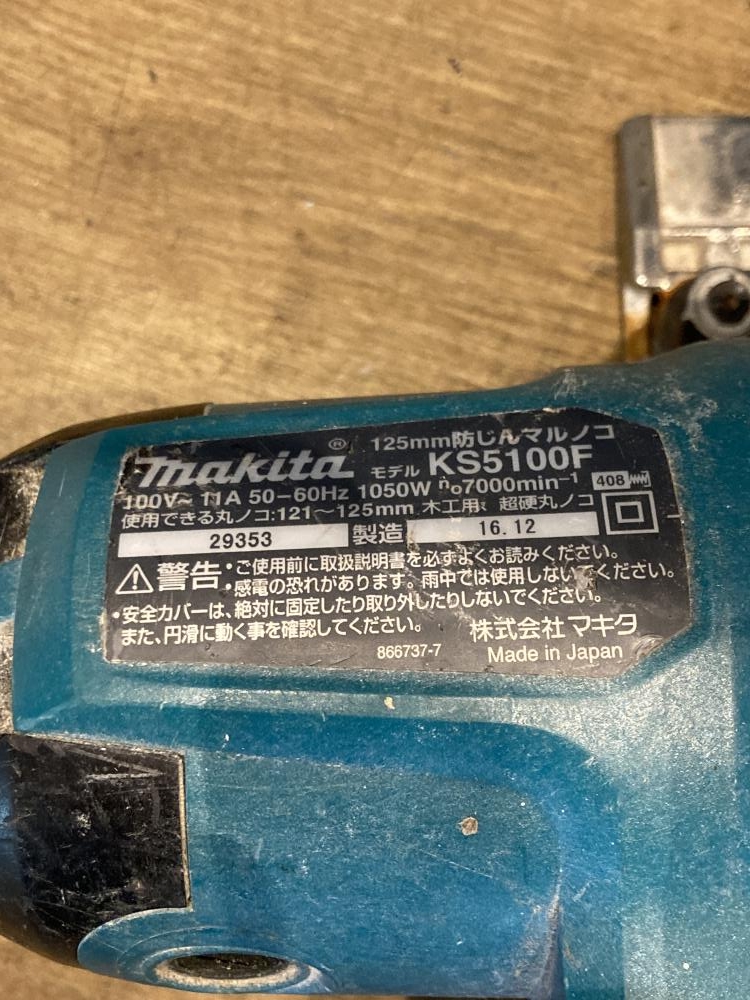 125mm防じんマルノコ
makita® モデル KS5100F
100V~ 11A 50-60Hz 1050W n₀7000min⁻¹ 408
使用できる丸ノコ:121~125mm 木工用 超硬丸ノコ
29353 製造 16.12
⚠警告・ご使用前に取扱説明書を必ずよくお読みください。
・感電の恐れがあります。雨中では使用しないでください。
・安全カバーは、絶対に固定したり取り外したりしないでください。
また、円滑に動く事を確認してください。
株式会社マキタ
866737-7 Made in Japan